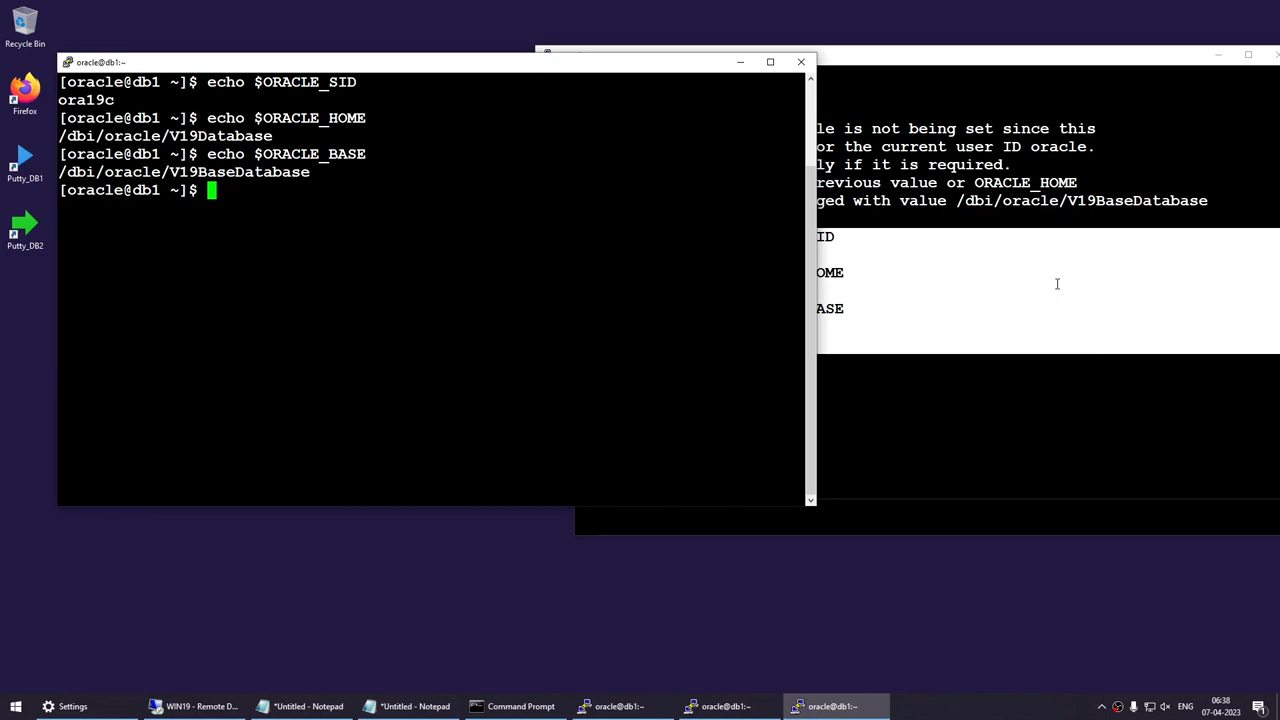 Recycle Bin
Firefox
Putty_DB1
Putty_DB2
oracle@db1:~
[oracle@db1 ~]$ echo $ORACLE_SID
ora19c
[oracle@db1 ~]$ echo $ORACLE_HOME
/dbi/oracle/V19Database
[oracle@db1 ~]$ echo $ORACLE_BASE
/dbi/oracle/V19BaseDatabase
[oracle@db1 ~]$
le is not being set since this
or the current user ID oracle.
ly if it is required.
revious value or ORACLE_HOME
ged with value /dbi/oracle/V19BaseDatabase
ID
OME
ASE
Settings
WIN19 - Remote D...
*Untitled - Notepad
*Untitled - Notepad
Command Prompt
oracle@db1:~
oracle@db1:~
oracle@db1:~
ENG
06:38
07-04-2023